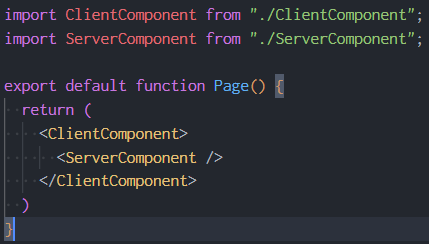 import ClientComponent from "./ClientComponent";
import ServerComponent from "./ServerComponent";

export default function Page() {
  return (
    <ClientComponent>
      <ServerComponent />
    </ClientComponent>
  )
}